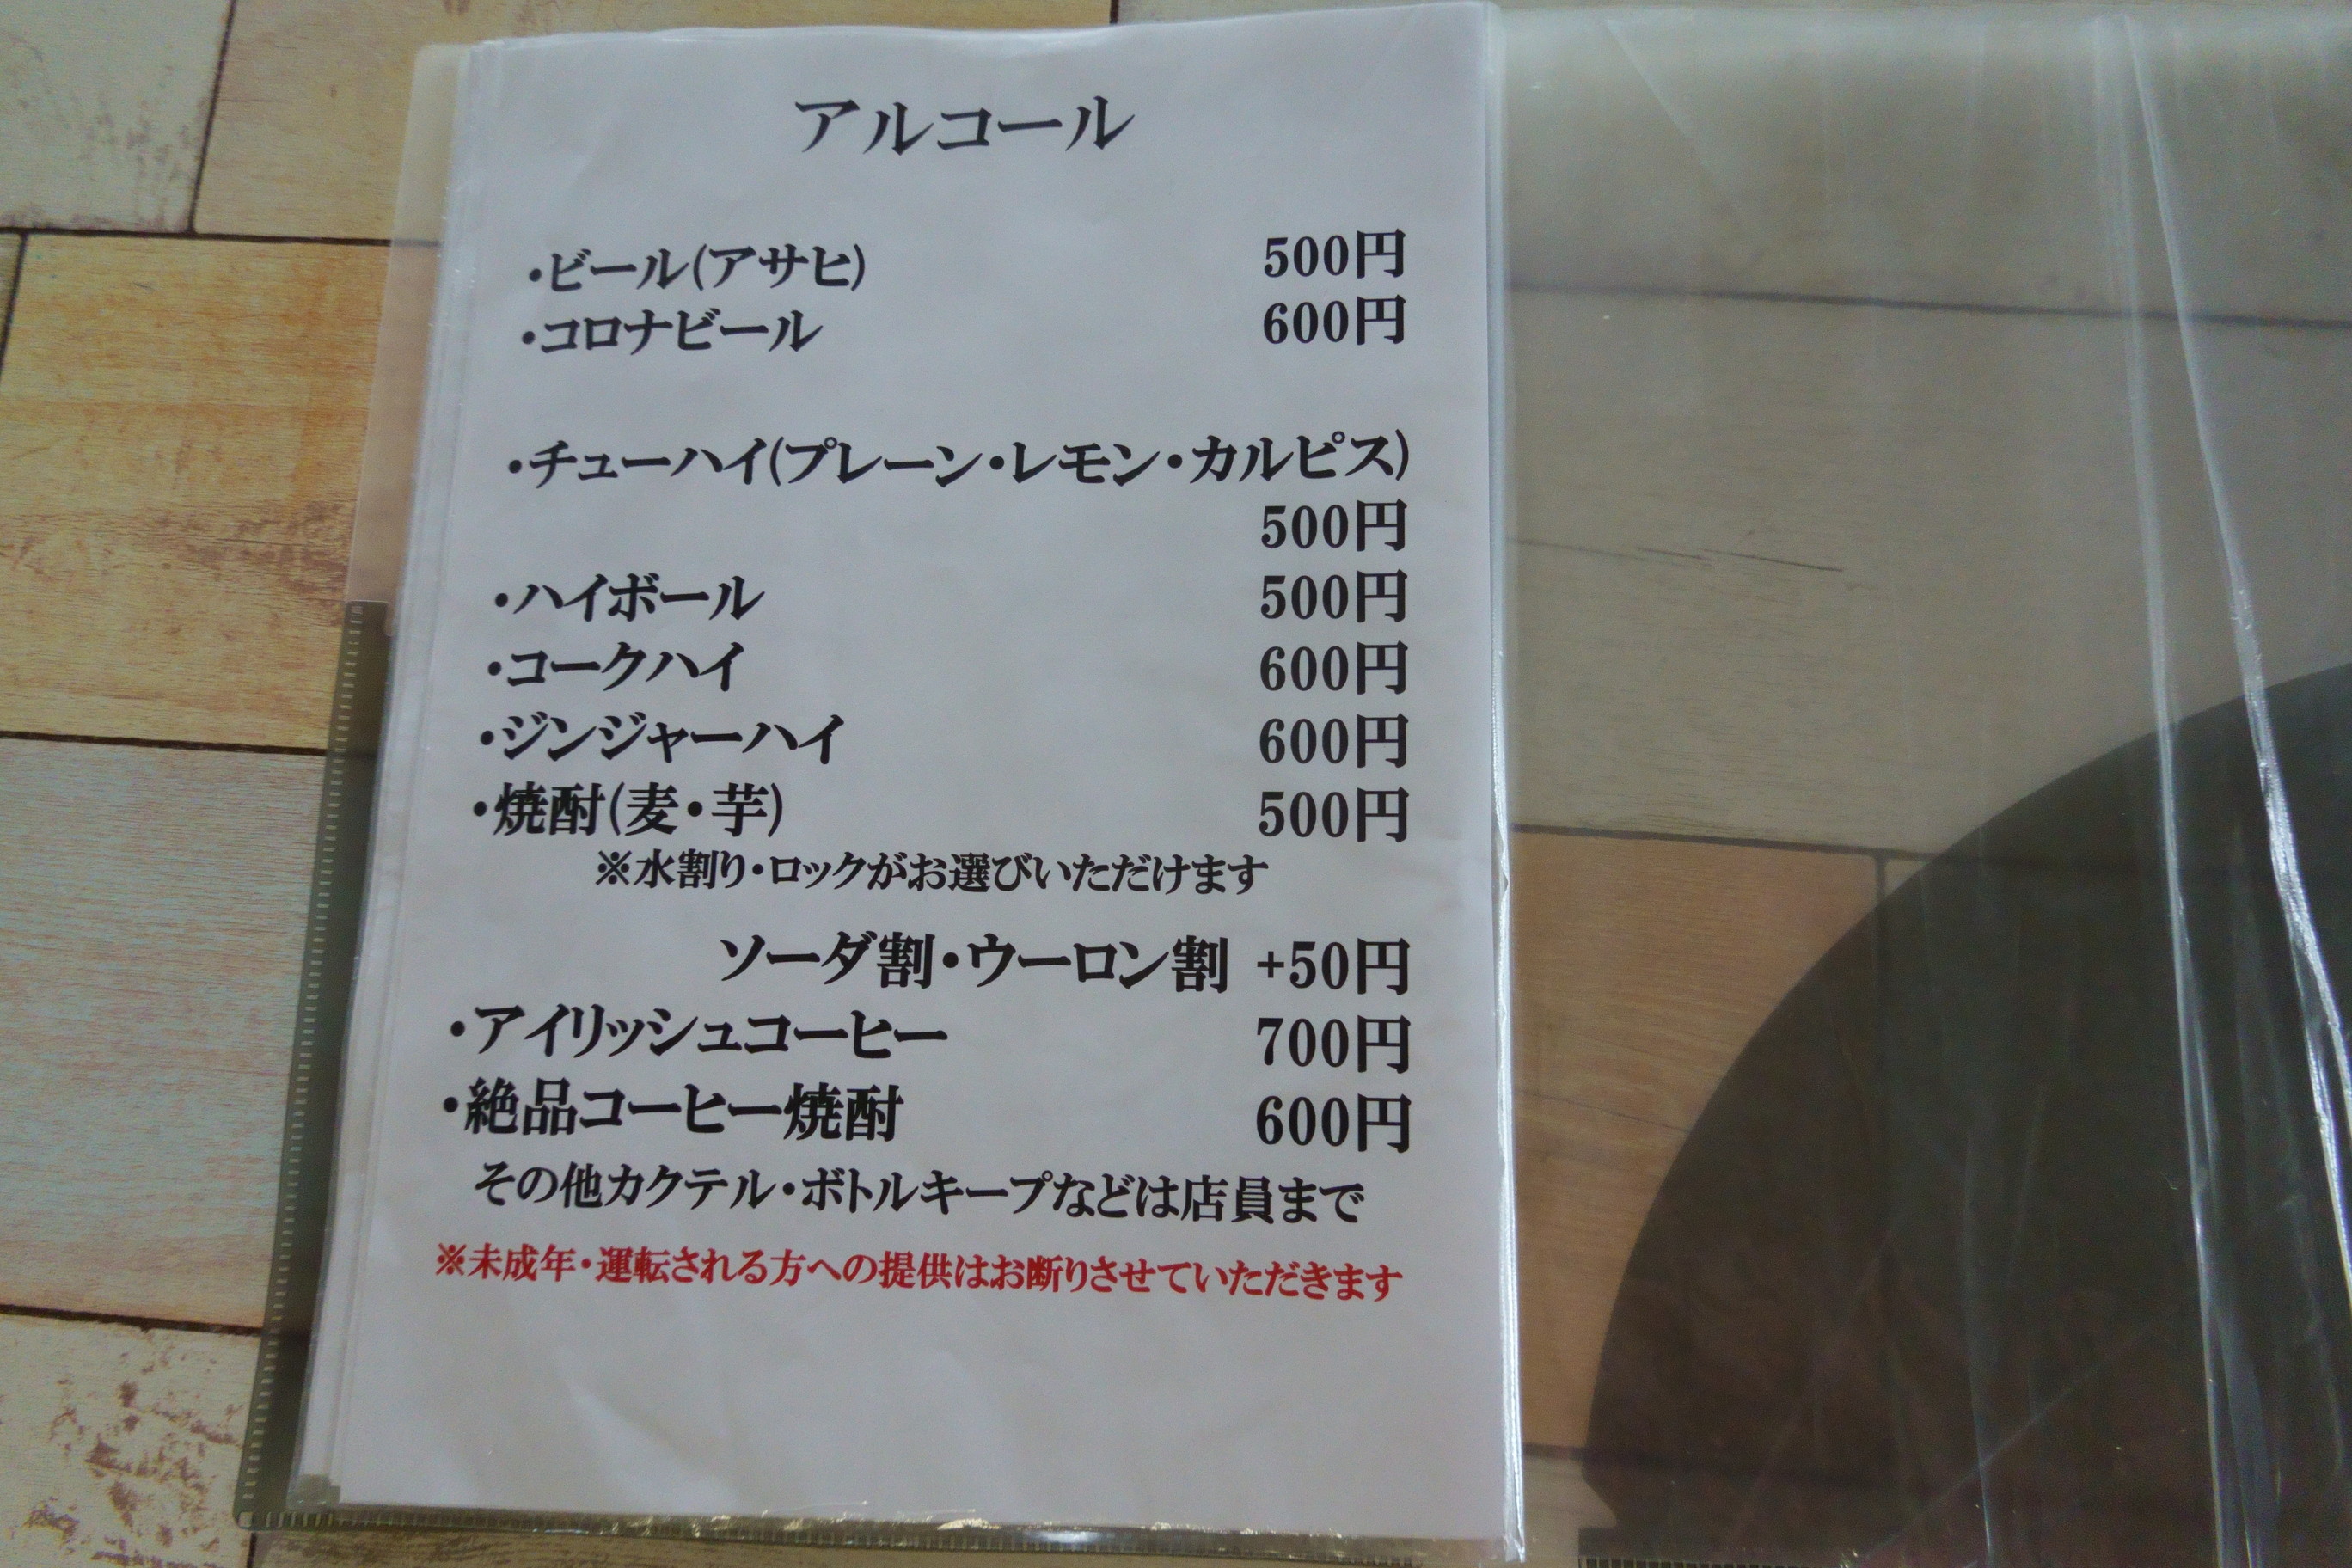 アルコール
・ビール(アサヒ) 500円
・コロナビール 600円
・チューハイ(プレーン・レモン・カルピス)
500円
・ハイボール 500円
・コークハイ 600円
・ジンジャーハイ 600円
・焼酎(麦・芋) 500円
※水割り・ロックがお選びいただけます
ソーダ割・ウーロン割 +50円
・アイリッシュコーヒー 700円
・絶品コーヒー焼酎 600円
その他カクテル・ボトルキープなどは店員まで
※未成年・運転される方への提供はお断りさせていただきます